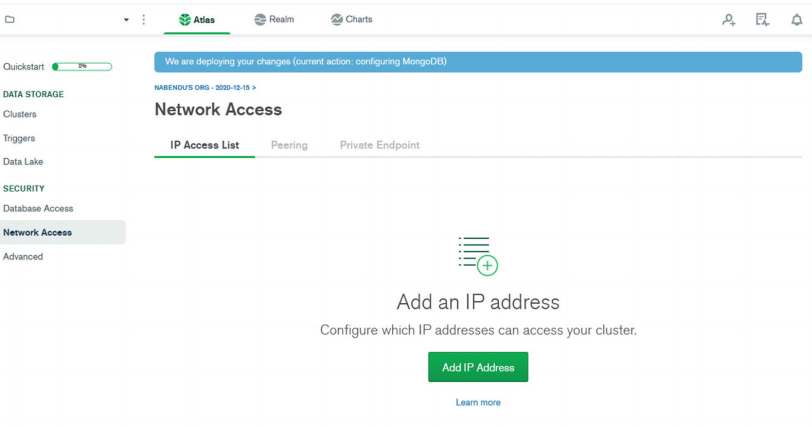 Atlas
Realm
Charts
Quickstart 0%
We are deploying your changes (current action: configuring MongoDB)
NABENDU'S ORG - 2020-12-15 >
DATA STORAGE
Network Access
Clusters
Triggers
IP Access List Peering Private Endpoint
Data Lake
SECURITY
Database Access
Network Access
Advanced
Add an IP address
Configure which IP addresses can access your cluster.
Add IP Address
Learn more